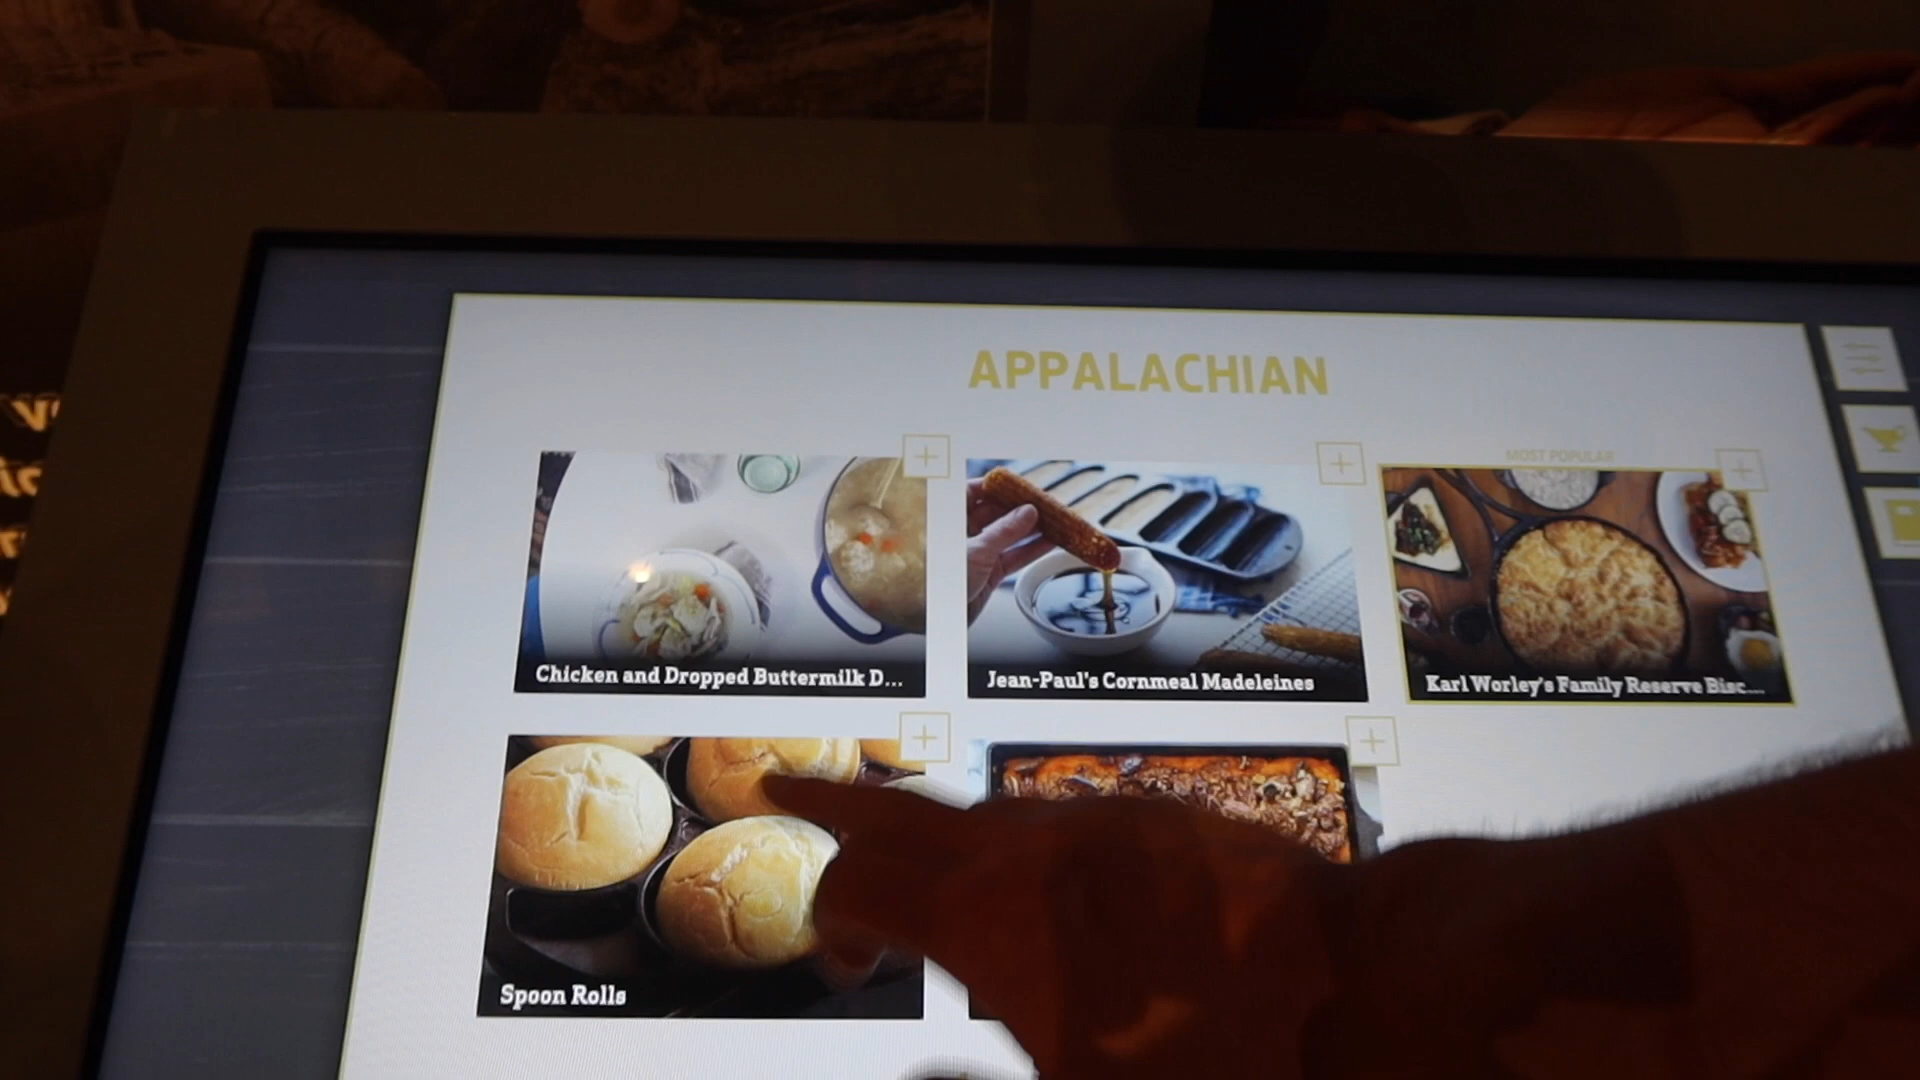 APPALACHIAN
MOST POPULAR
Chicken and Dropped Buttermilk D...
Jean-Paul's Cornmeal Madeleines
Karl Worley's Family Reserve Bisc....
Spoon Rolls